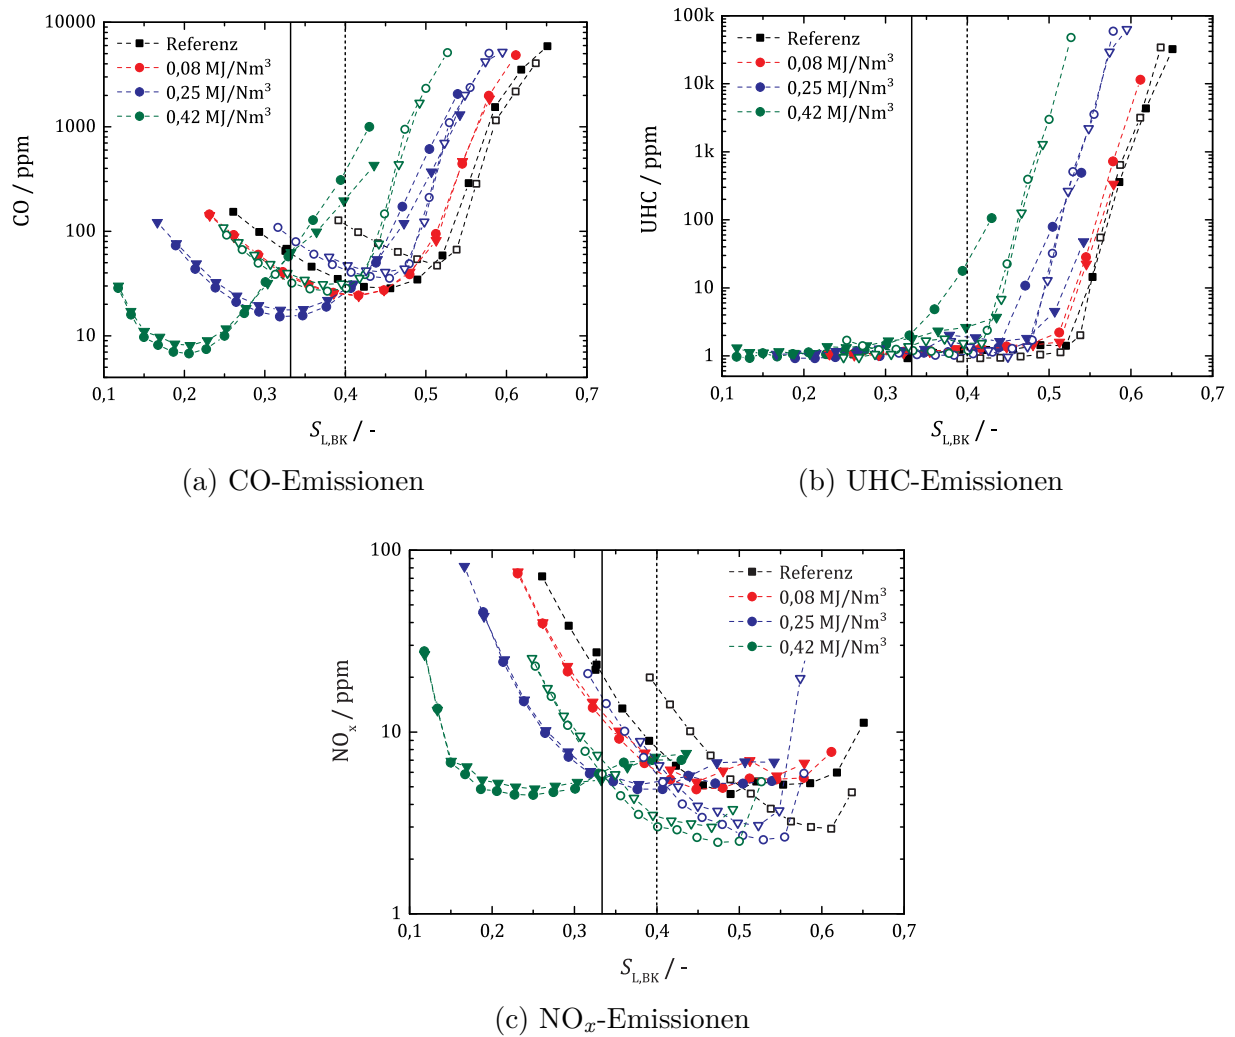 10000
1000
100
10
CO / ppm
Referenz
0,08 MJ/Nm³
0,25 MJ/Nm³
0,42 MJ/Nm³
0,1 0,2 0,3 0,4 0,5 0,6 0,7
S_L,BK / -
(a) CO-Emissionen
100k
10k
1k
100
10
1
UHC / ppm
Referenz
0,08 MJ/Nm³
0,25 MJ/Nm³
0,42 MJ/Nm³
0,1 0,2 0,3 0,4 0,5 0,6 0,7
S_L,BK / -
(b) UHC-Emissionen
100
10
1
NO_x / ppm
Referenz
0,08 MJ/Nm³
0,25 MJ/Nm³
0,42 MJ/Nm³
0,1 0,2 0,3 0,4 0,5 0,6 0,7
S_L,BK / -
(c) NO_x-Emissionen